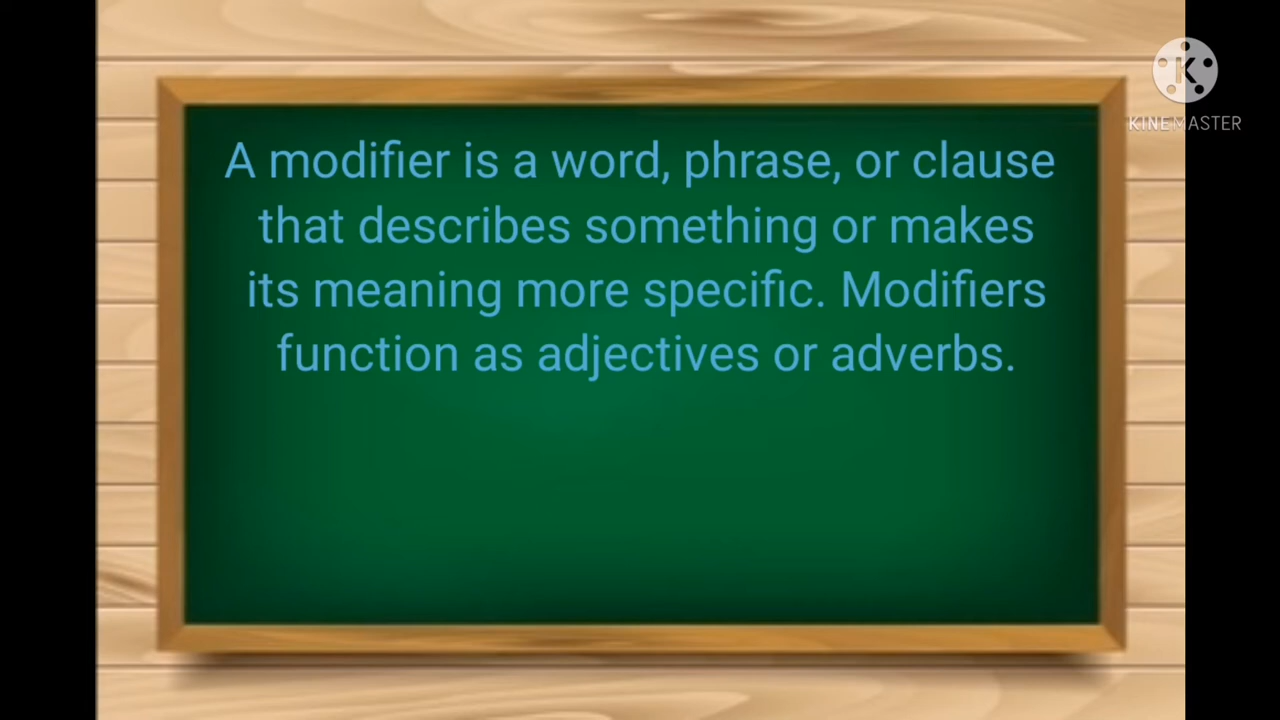 A modifier is a word, phrase, or clause
that describes something or makes
its meaning more specific. Modifiers
function as adjectives or adverbs.
K
KINEMASTER